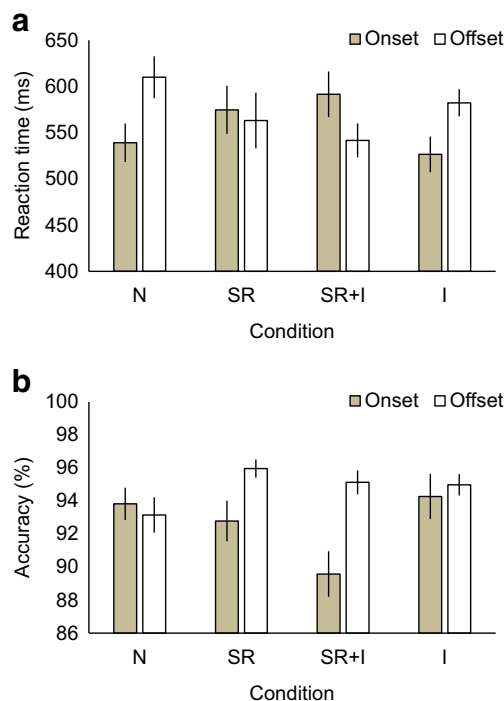 a
Onset Offset
650
600
550
500
450
400
Reaction time (ms)
N SR SR+I I
Condition
b
Onset Offset
100
98
96
94
92
90
88
86
Accuracy (%)
N SR SR+I I
Condition